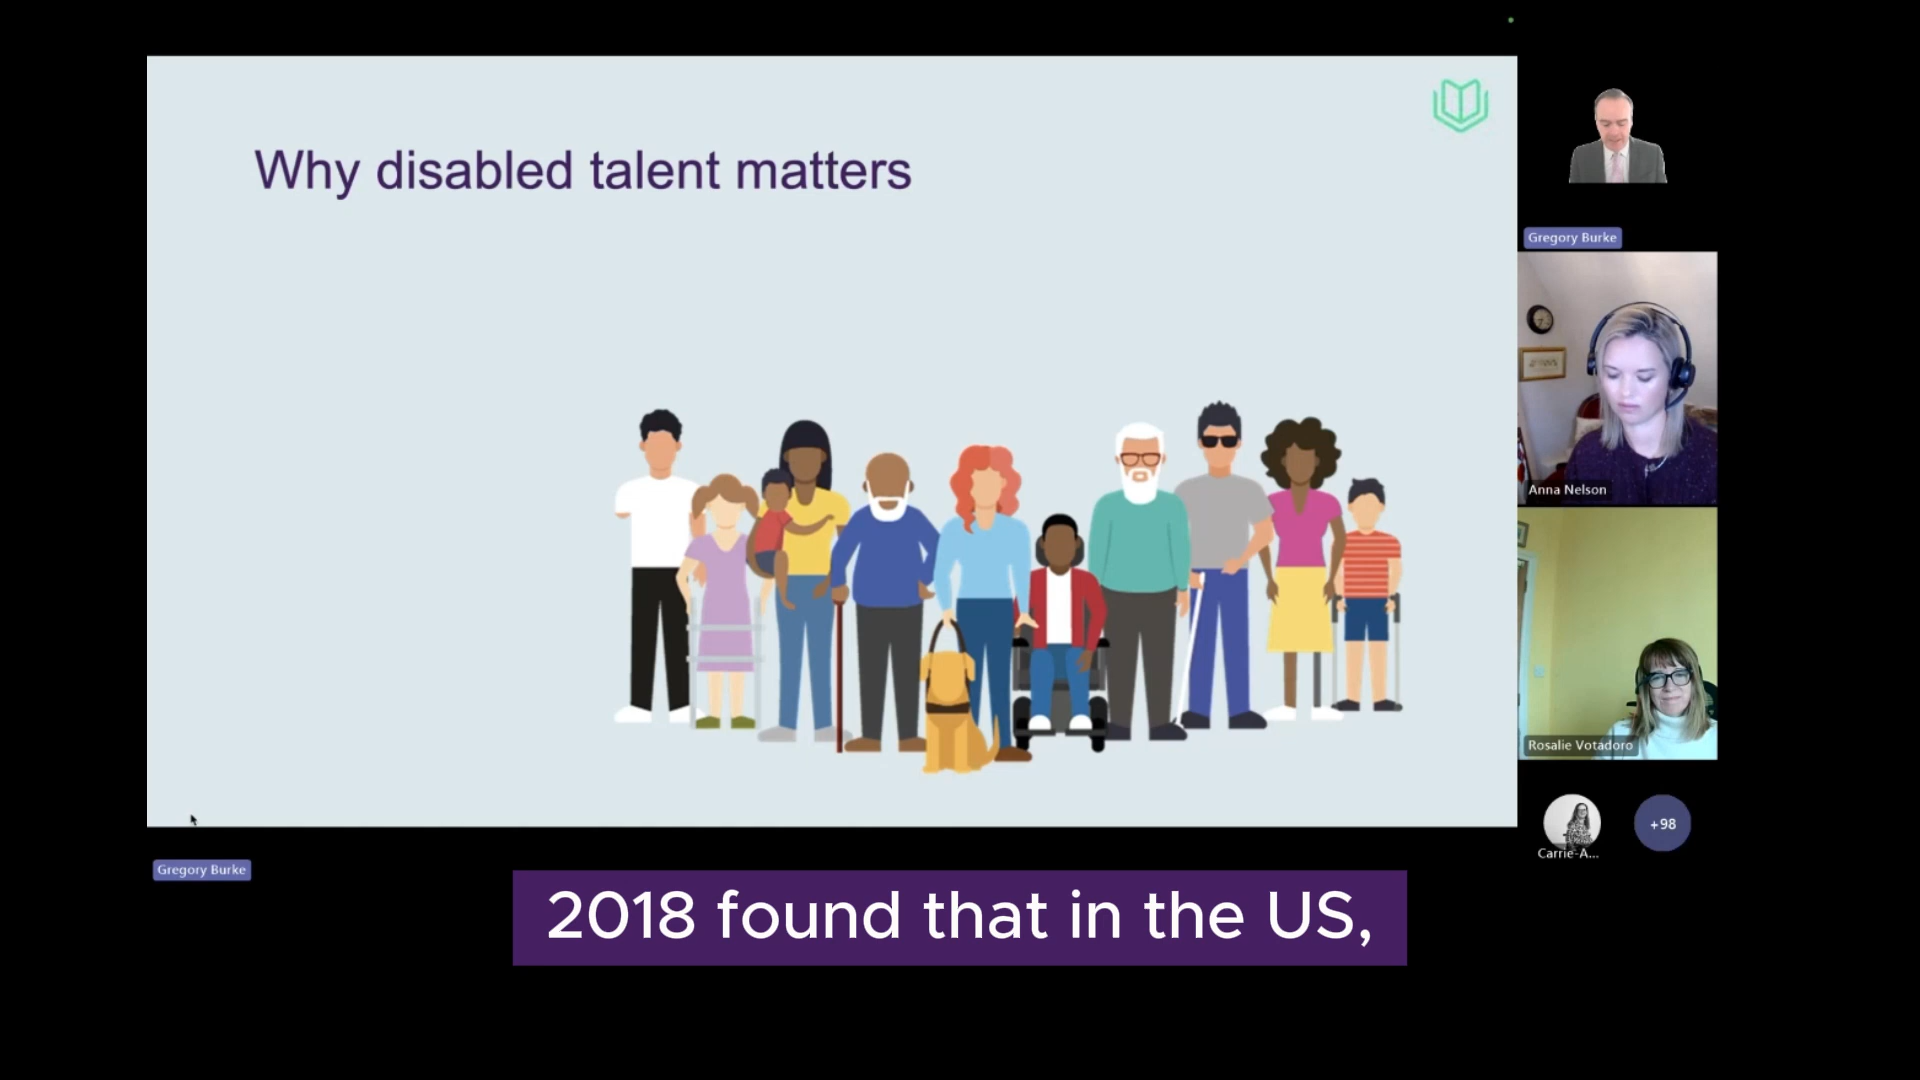 Why disabled talent matters
Gregory Burke
Anna Nelson
Rosalie Votadoro
Carrie-A...
+98
Gregory Burke
2018 found that in the US,